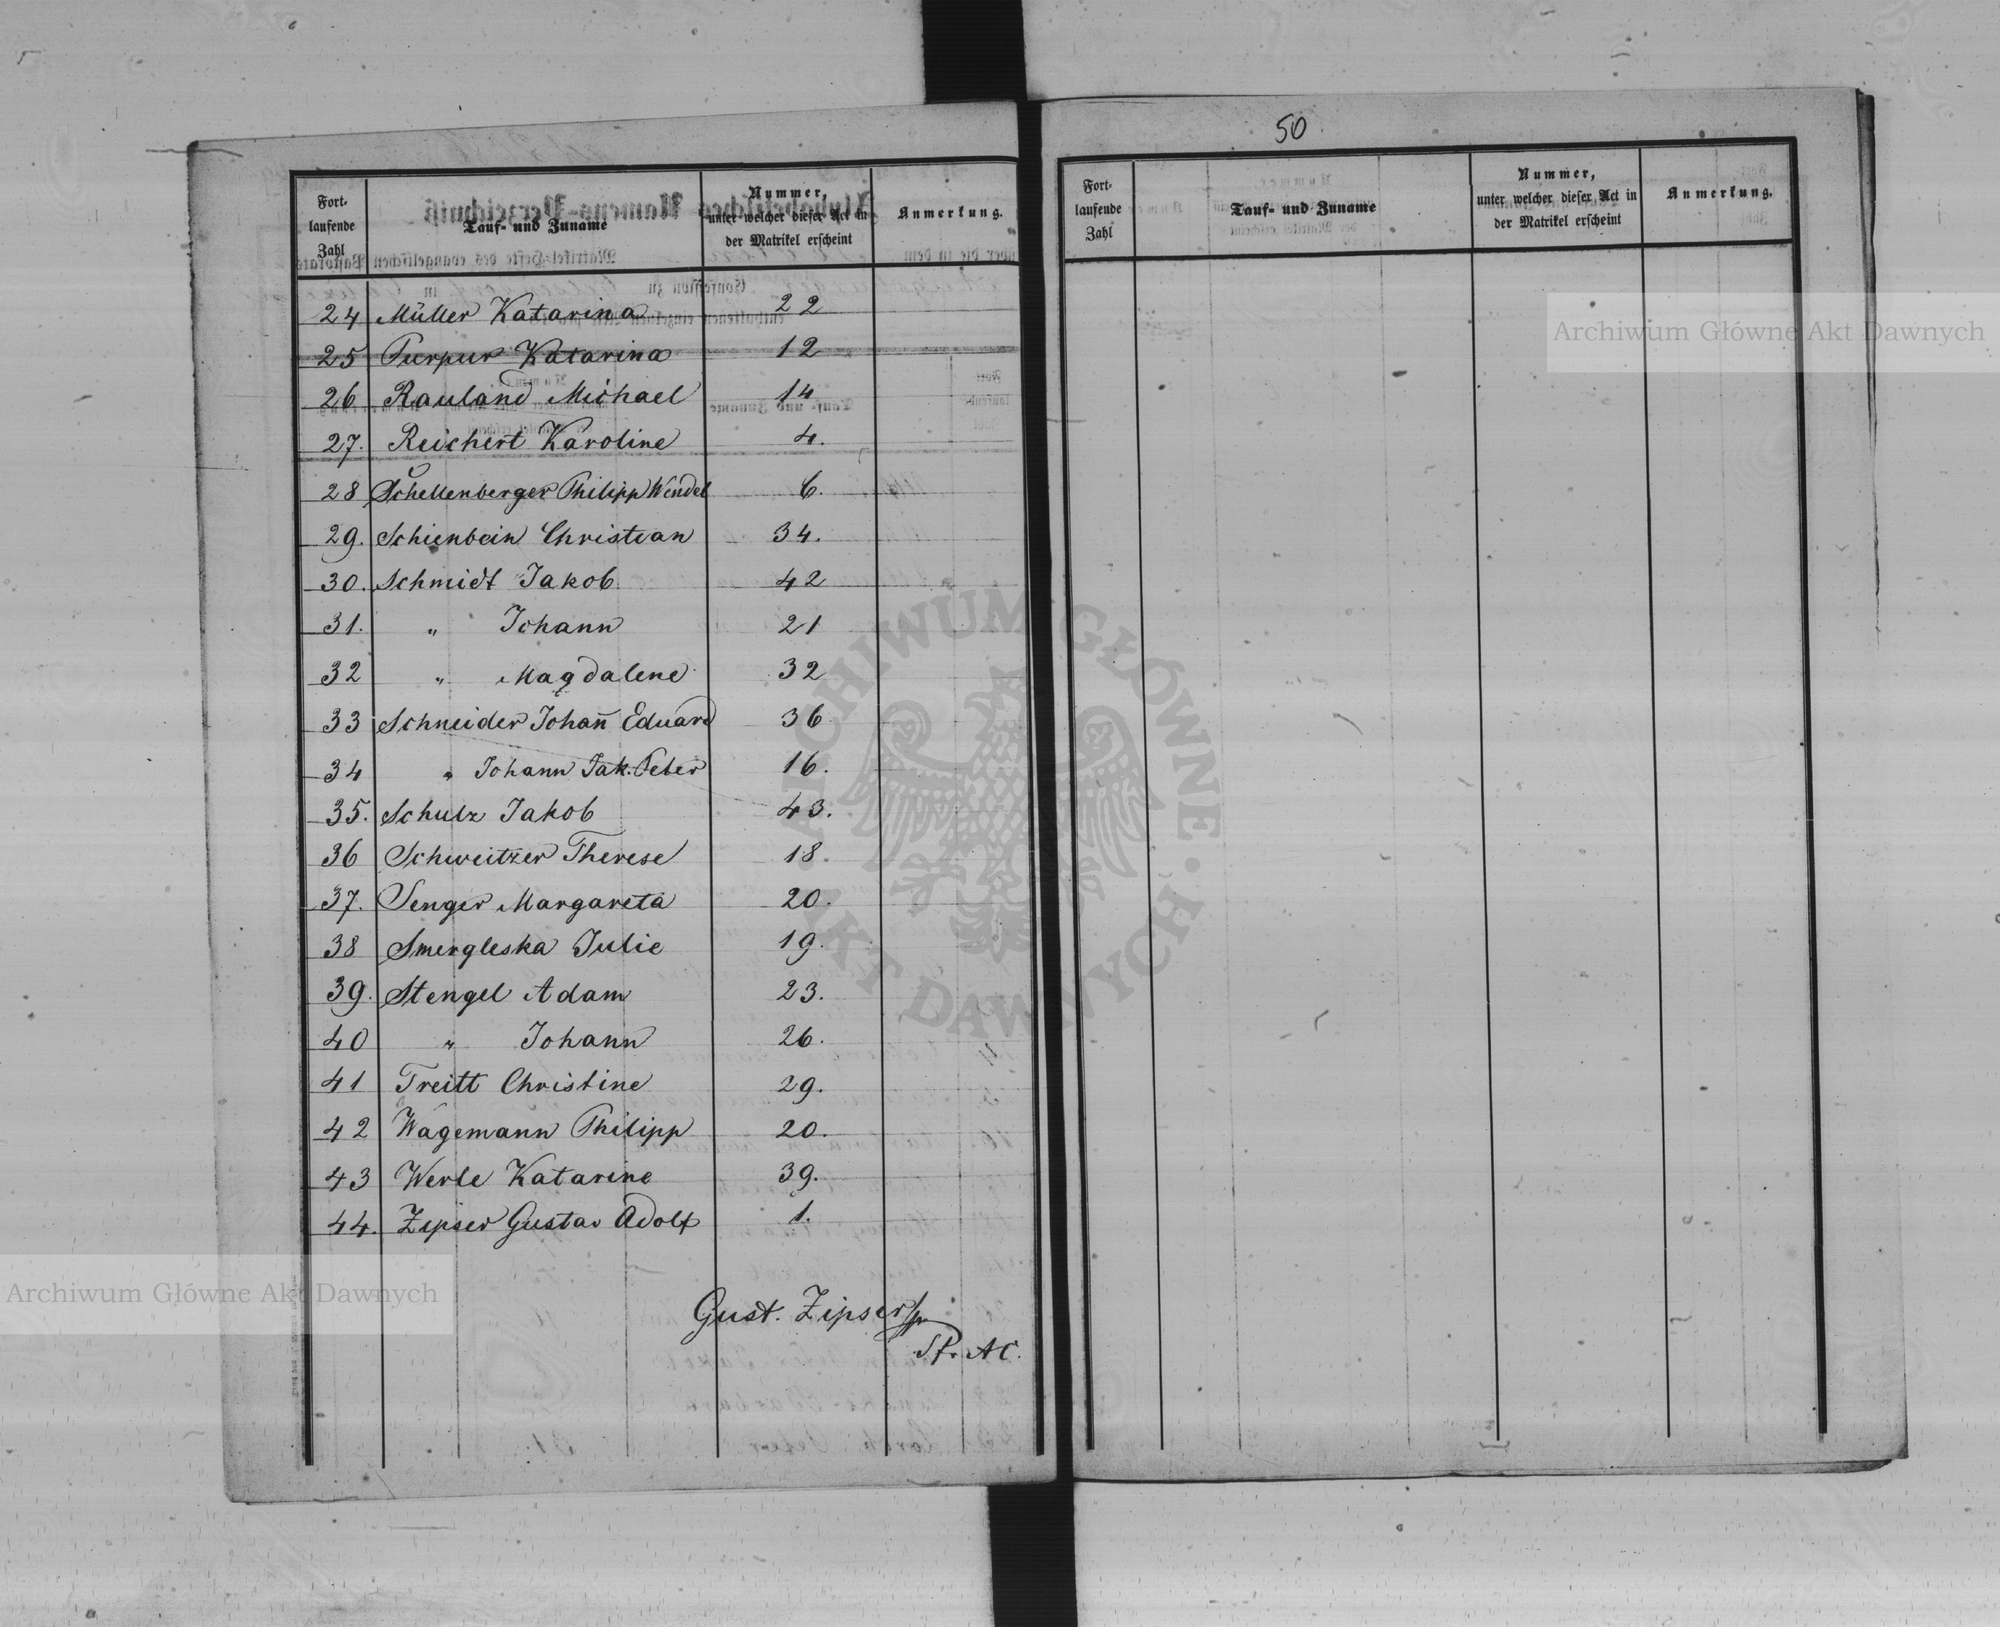 50
Fort-
laufende
Zahl
Tauf- und Zuname
Nummer,
unter welcher dieser Act in
der Matrikel erscheint
Anmerkung.
24 Müller Katarina 22
25 Purpur Katarina 12
26 Rauland Michael 14
27. Reichert Karoline 4.
28 Schellenberger Philipp Wendel 6.
29. Schienbein Christian 34.
30. Schmidt Jakob 42
31. " Johann 21
32 " Magdalene 32
33 Schneider Johañ Eduard 36
34 " Johann Jak. Peter 16.
35. Schulz Jakob 43.
36 Schweitzer Therese 18.
37. Senger Margareta 20.
38 Smergleska Julie 19.
39. Stengel Adam 23.
40 " Johann 26.
41 Treitt Christine 29.
42 Wagemann Philipp 20.
43 Werle Katarine 39.
44. Zipser Gustav Adolf 1.
Gust. Zipser
Pf. AC.
Fort-
laufende
Zahl
Tauf- und Zuname
Nummer,
unter welcher dieser Act in
der Matrikel erscheint
Anmerkung.
Archiwum Główne Akt Dawnych
Archiwum Główne Akt Dawnych
ARCHIWUM GŁÓWNE • AKT DAWNYCH •